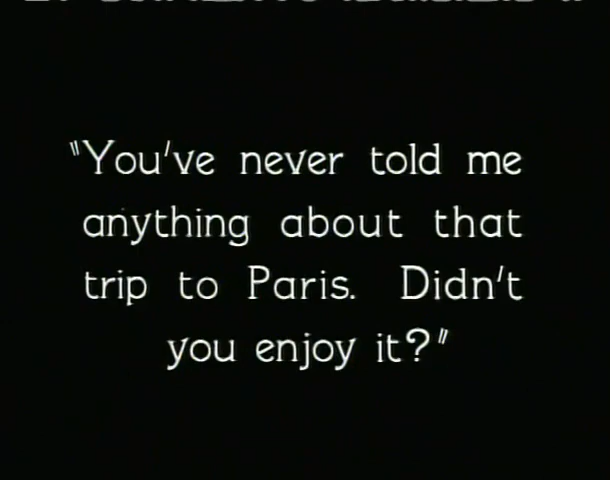 "You've never told me
anything about that
trip to Paris. Didn't
you enjoy it?"